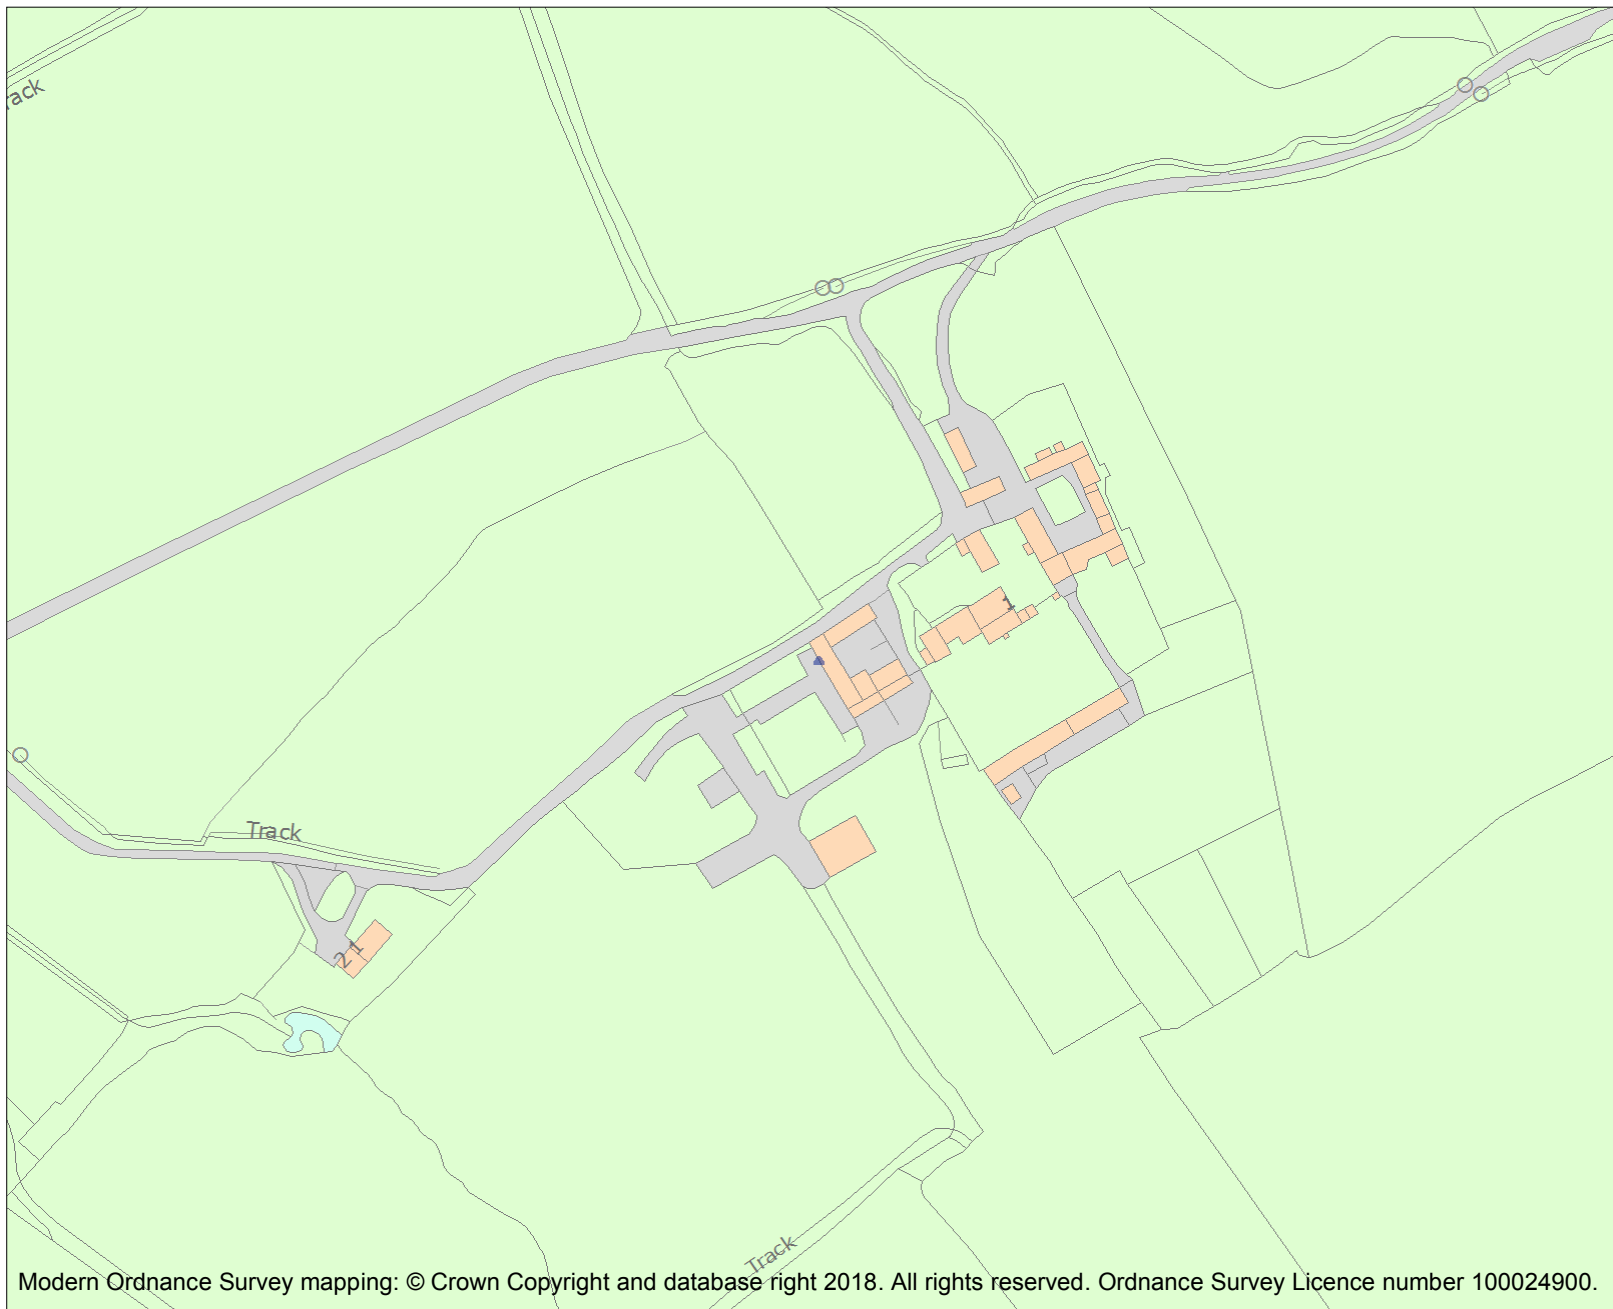 rack
1
Track
2 1
Track
Modern Ordnance Survey mapping: © Crown Copyright and database right 2018. All rights reserved. Ordnance Survey Licence number 100024900.